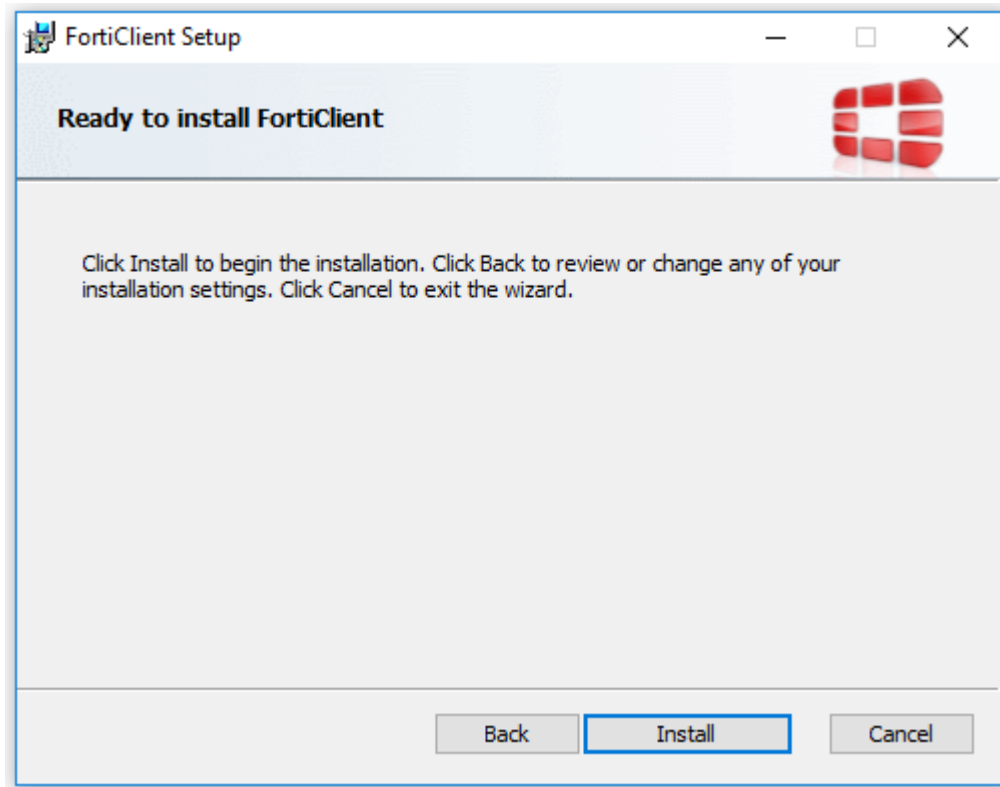 FortiClient Setup
Ready to install FortiClient
Click Install to begin the installation. Click Back to review or change any of your
installation settings. Click Cancel to exit the wizard.
Back Install Cancel